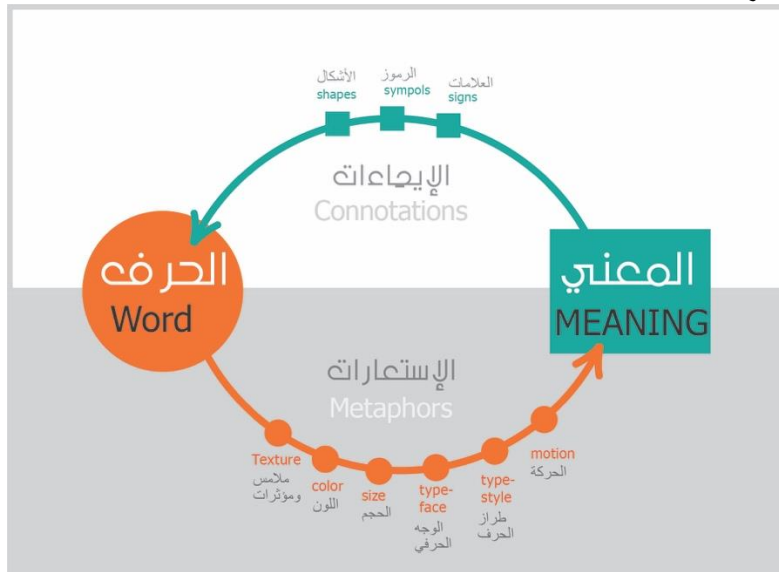 الأشكال
shapes
الرموز
sympols
العلامات
signs
الإيحاءات
Connotations
الحرف
Word
المعني
MEANING
الإستعارات
Metaphors
Texture
ملامس
ومؤثرات
color
اللون
size
الحجم
type-
face
الوجه
الحرفي
type-
style
طراز
الحرف
motion
الحركة